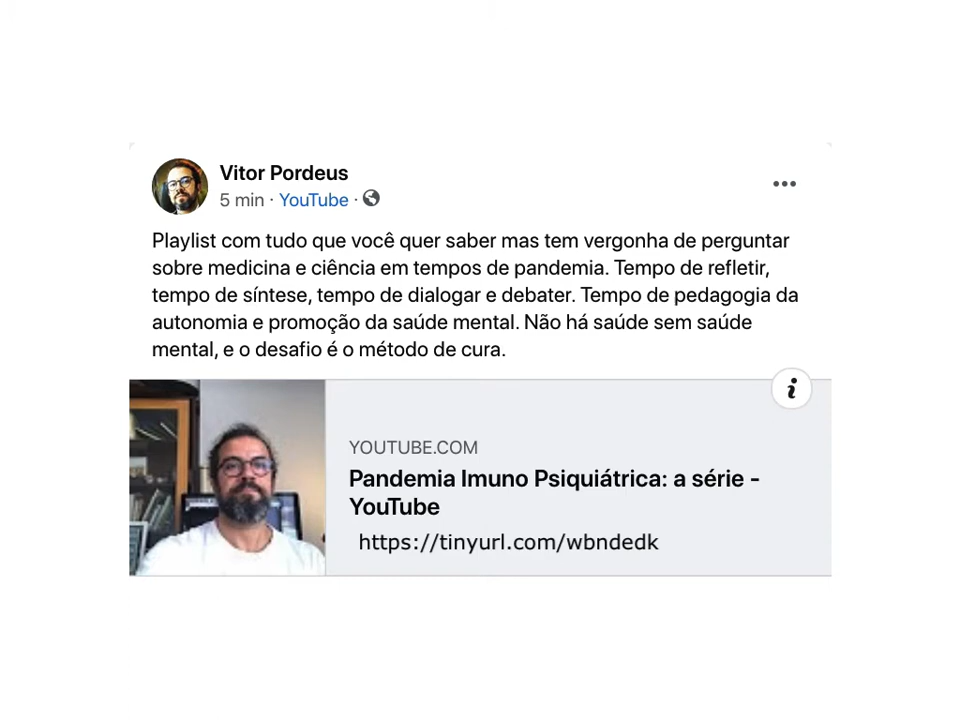 Vitor Pordeus
5 min · YouTube ·
Playlist com tudo que você quer saber mas tem vergonha de perguntar
sobre medicina e ciência em tempos de pandemia. Tempo de refletir,
tempo de síntese, tempo de dialogar e debater. Tempo de pedagogia da
autonomia e promoção da saúde mental. Não há saúde sem saúde
mental, e o desafio é o método de cura.
i
YOUTUBE.COM
Pandemia Imuno Psiquiátrica: a série -
YouTube
https://tinyurl.com/wbndedk